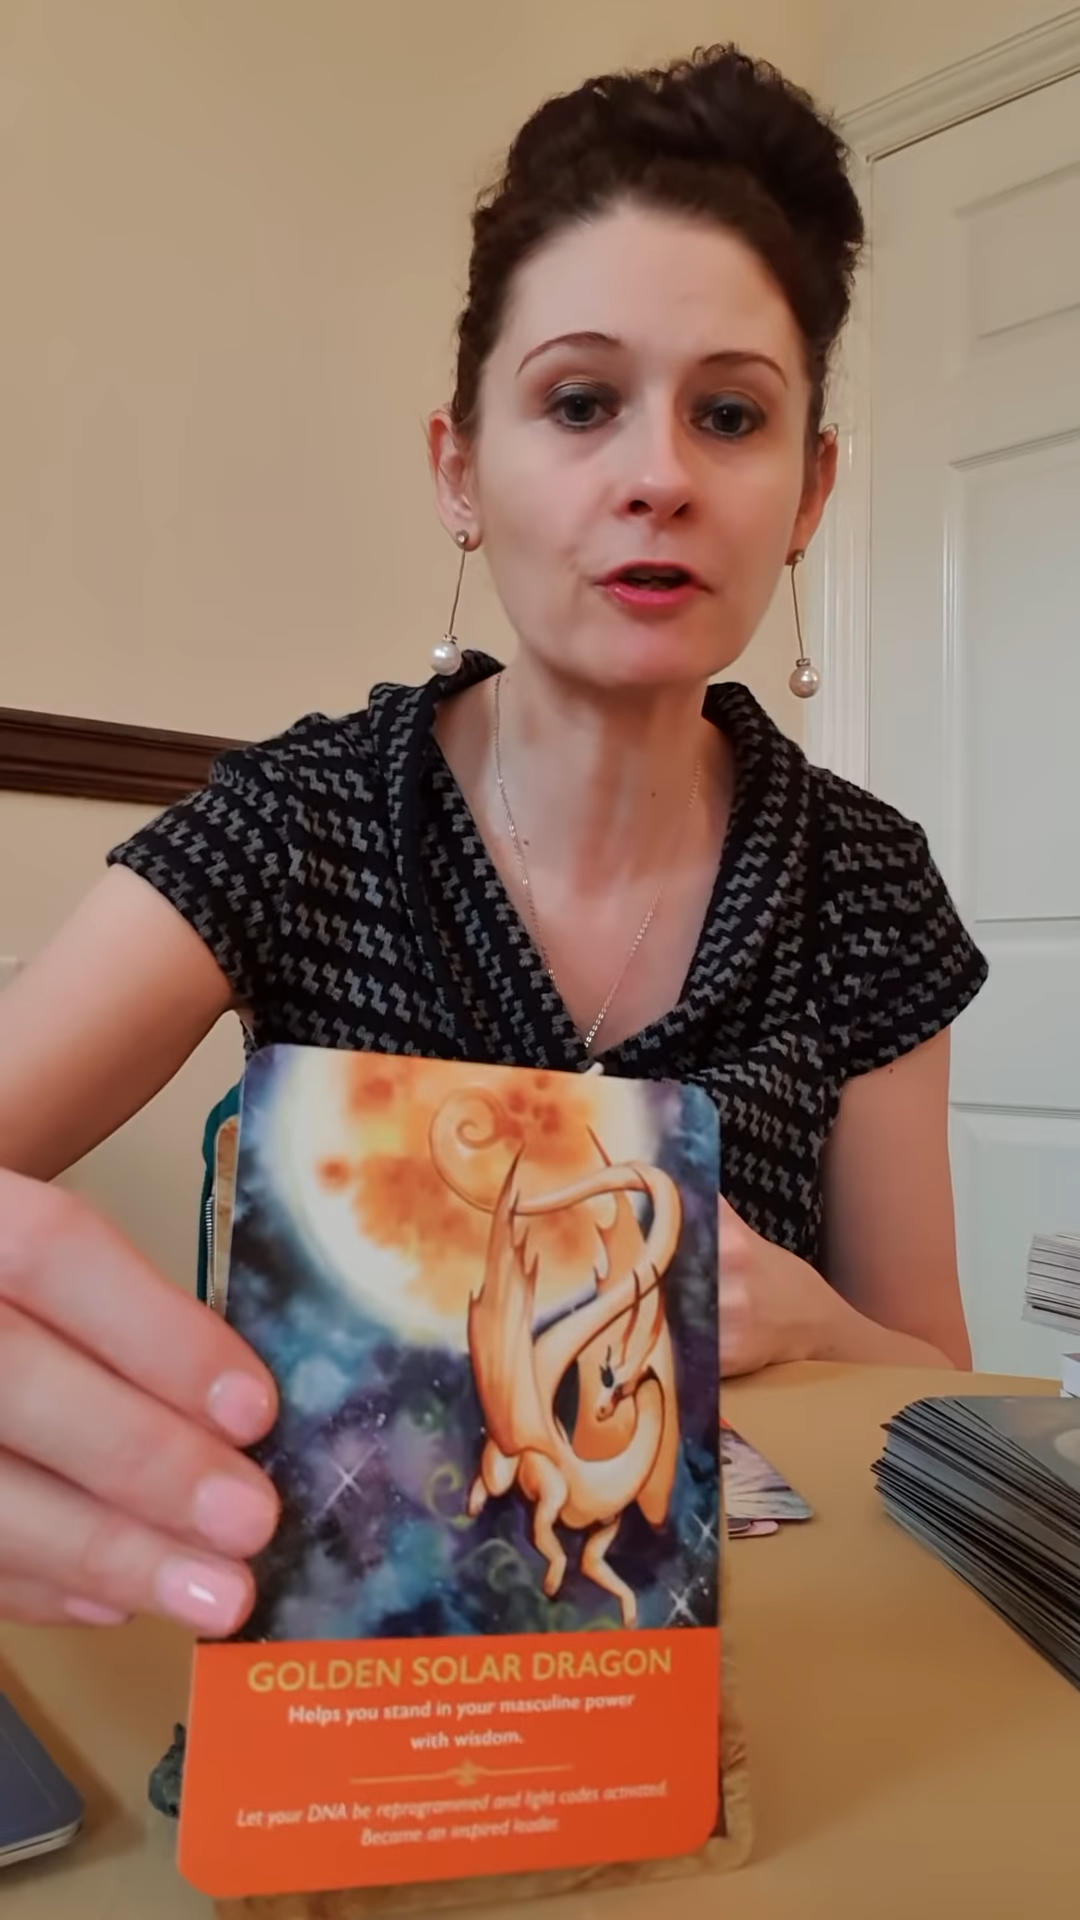 GOLDEN SOLAR DRAGON
Helps you stand in your masculine power
with wisdom.
Let your DNA be reprogrammed and light codes activated.
Become an inspired leader.